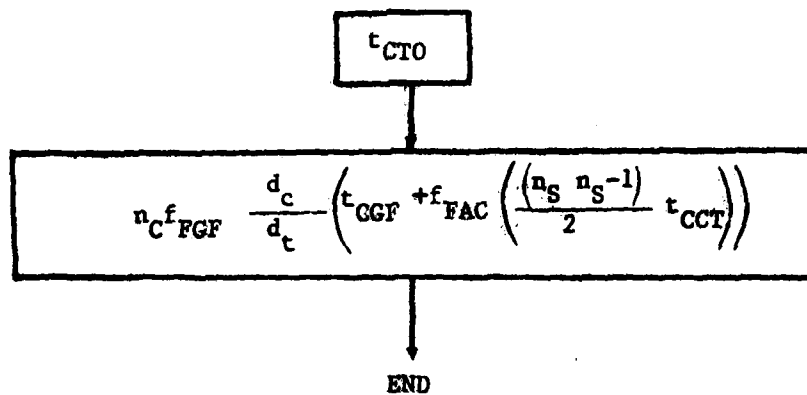 t_CTO
n_C f_FGF d_c/d_t (t_CGF + f_FAC ((n_S n_S-1)/2 t_CCT))
END